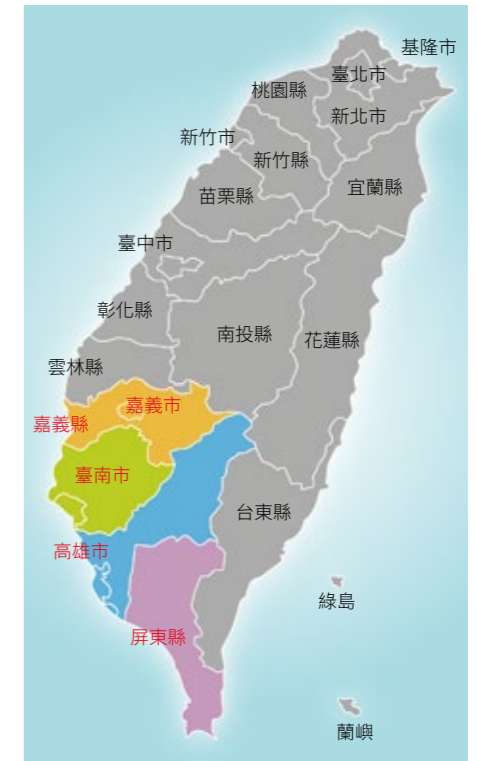 基隆市
臺北市
桃園縣
新北市
新竹市
新竹縣
宜蘭縣
苗栗縣
臺中市
彰化縣
南投縣
花蓮縣
雲林縣
嘉義市
嘉義縣
臺南市
台東縣
高雄市
綠島
屏東縣
蘭嶼